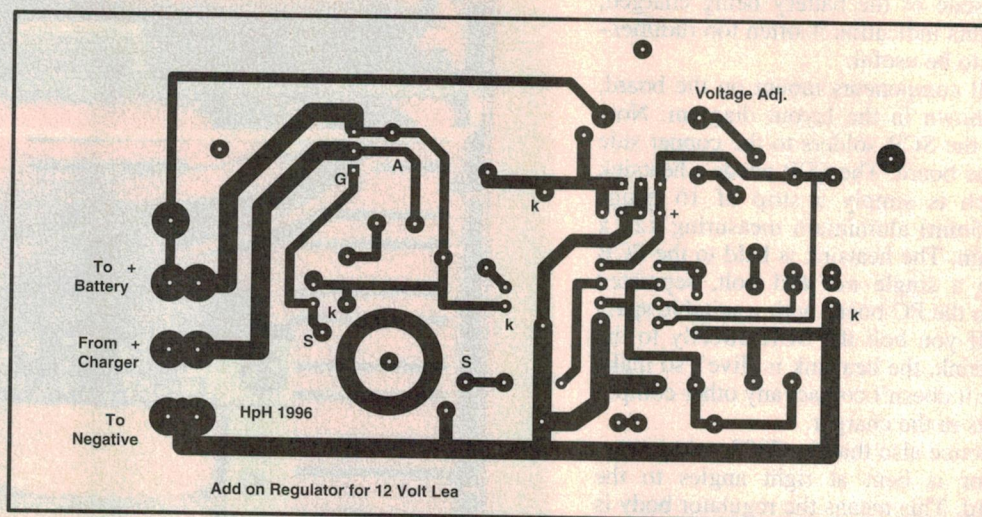 Voltage Adj.
G
A
k
+
To +
Battery
k
k
k
S
From +
Charger
S
HpH 1996
To
Negative
Add on Regulator for 12 Volt Lea